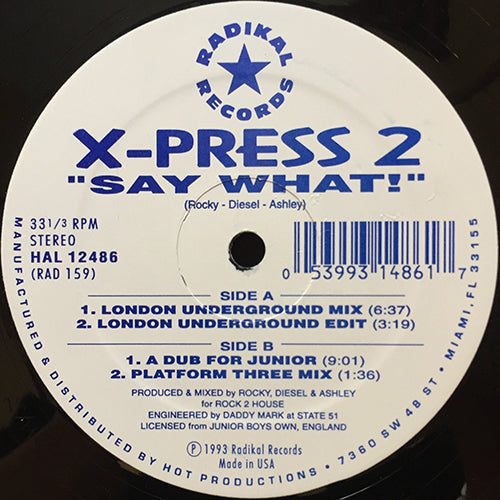 RADIKAL
RECORDS
X-PRESS 2
"SAY WHAT!"
(Rocky - Diesel - Ashley)
33 1/3 RPM
STEREO
HAL 12486
(RAD 159)
0 53993 14861 7
SIDE A
1. LONDON UNDERGROUND MIX (6:37)
2. LONDON UNDERGROUND EDIT (3:19)
SIDE B
1. A DUB FOR JUNIOR (9:01)
2. PLATFORM THREE MIX (1:36)
PRODUCED & MIXED by ROCKY, DIESEL & ASHLEY
for ROCK 2 HOUSE
ENGINEERED BY DADDY MARK at STATE 51
LICENSED from JUNIOR BOYS OWN, ENGLAND
℗ 1993 Radikal Records
Made in USA
MANUFACTURED & DISTRIBUTED BY HOT PRODUCTIONS • 7360 SW 48 ST • MIAMI, FL 33155